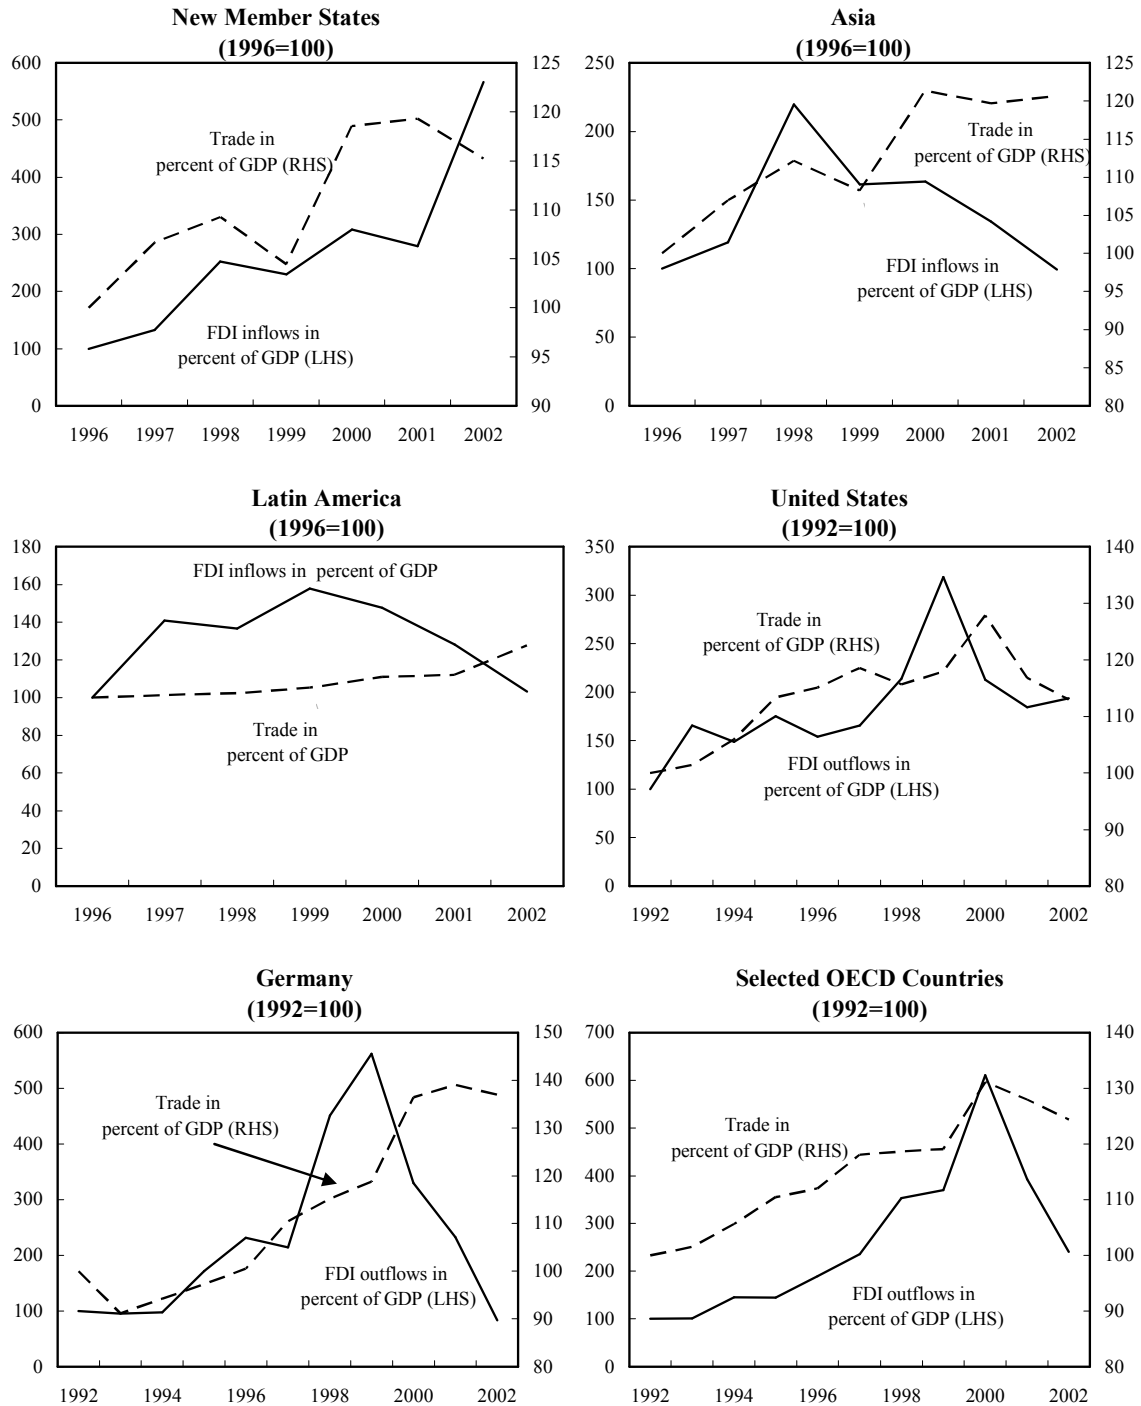 New Member States
(1996=100)
600
500
400
300
200
100
0
125
120
115
110
105
100
95
90
Trade in
percent of GDP (RHS)
FDI inflows in
percent of GDP (LHS)
1996 1997 1998 1999 2000 2001 2002
Asia
(1996=100)
250
200
150
100
50
0
125
120
115
110
105
100
95
90
85
80
Trade in
percent of GDP (RHS)
FDI inflows in
percent of GDP (LHS)
1996 1997 1998 1999 2000 2001 2002
Latin America
(1996=100)
180
160
140
120
100
80
60
40
20
0
FDI inflows in percent of GDP
Trade in
percent of GDP
1996 1997 1998 1999 2000 2001 2002
United States
(1992=100)
350
300
250
200
150
100
50
0
140
130
120
110
100
90
80
Trade in
percent of GDP (RHS)
FDI outflows in
percent of GDP (LHS)
1992 1994 1996 1998 2000 2002
Germany
(1992=100)
600
500
400
300
200
100
0
150
140
130
120
110
100
90
80
Trade in
percent of GDP (RHS)
FDI outflows in
percent of GDP (LHS)
1992 1994 1996 1998 2000 2002
Selected OECD Countries
(1992=100)
700
600
500
400
300
200
100
0
140
130
120
110
100
90
80
Trade in
percent of GDP (RHS)
FDI outflows in
percent of GDP (LHS)
1992 1994 1996 1998 2000 2002